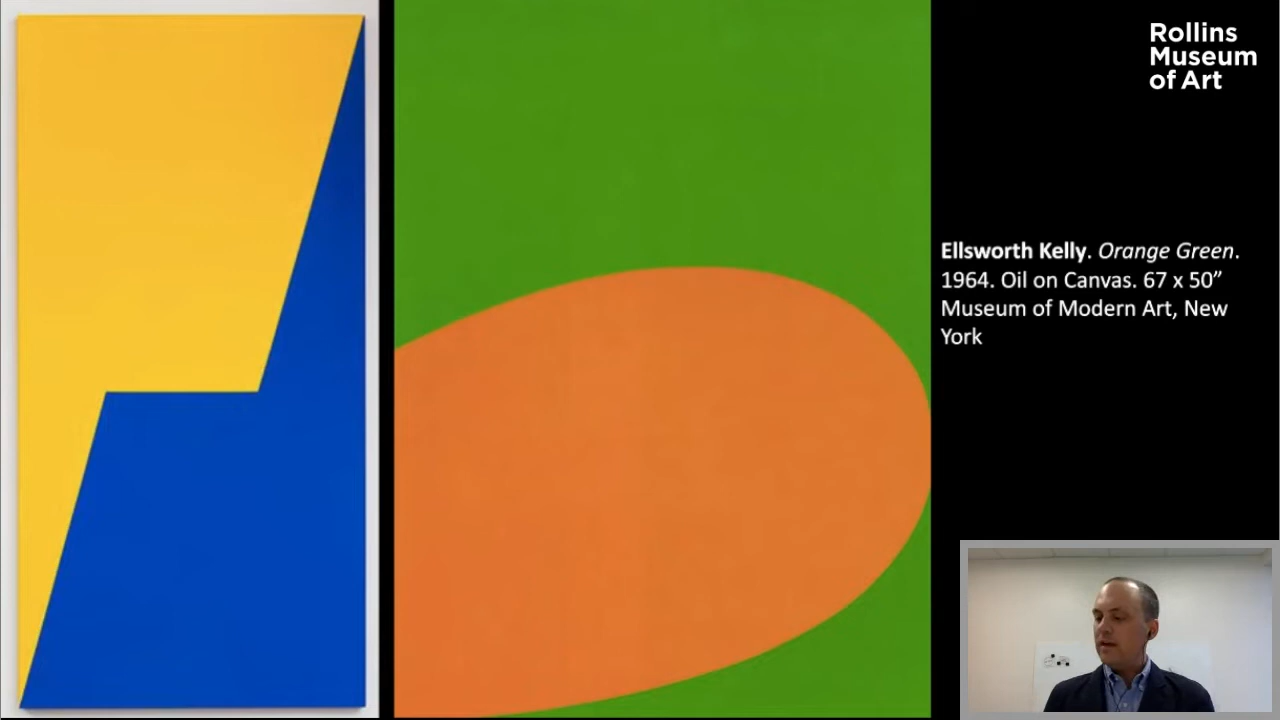 Rollins
Museum
of Art
Ellsworth Kelly. Orange Green.
1964. Oil on Canvas. 67 x 50”
Museum of Modern Art, New
York